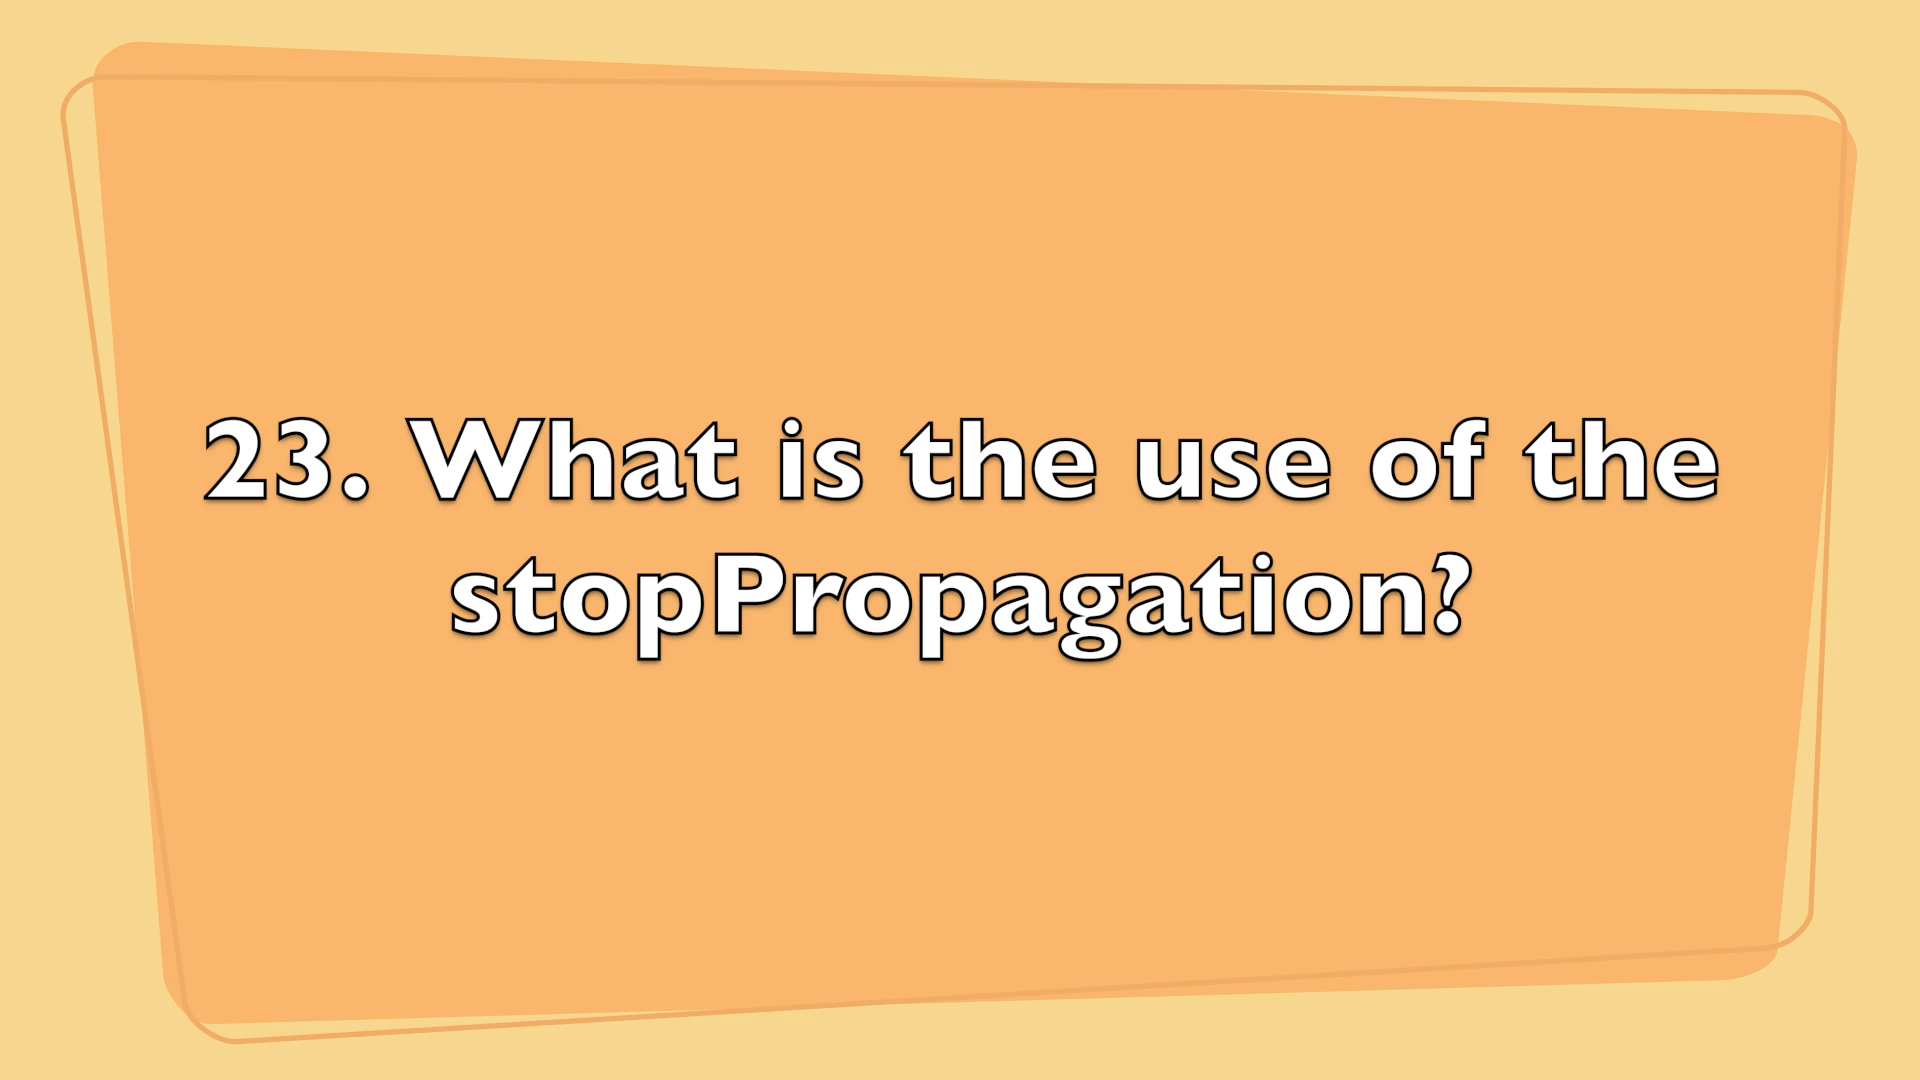 23. What is the use of the
stopPropagation?